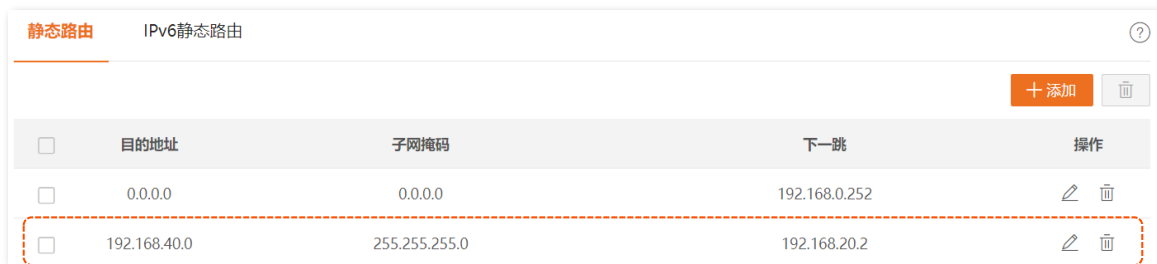 静态路由 IPv6静态路由 ?
添加
目的地址 子网掩码 下一跳 操作
0.0.0.0 0.0.0.0 192.168.0.252
192.168.40.0 255.255.255.0 192.168.20.2